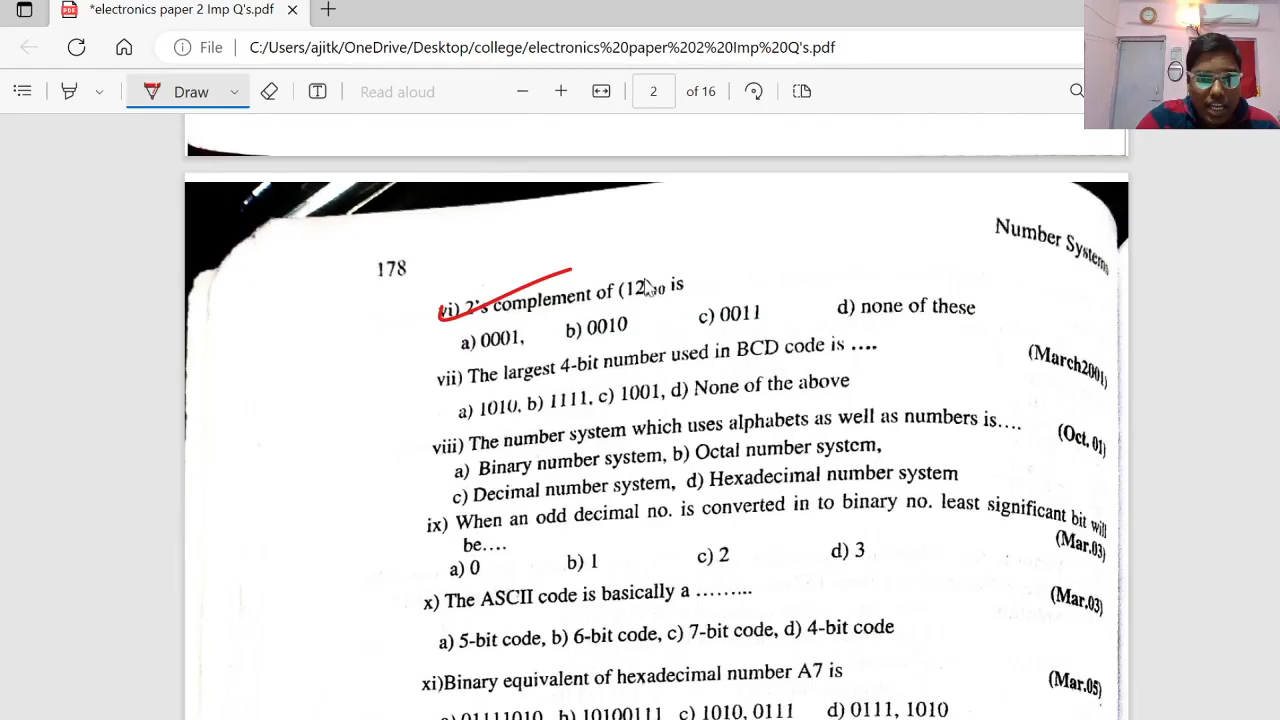 *electronics paper 2 Imp Q's.pdf
File
C:/Users/ajitk/OneDrive/Desktop/college/electronics%20paper%202%20Imp%20Q's.pdf
Draw
Read aloud
2
of 16
178
Number Systems
vi) 2's complement of (12)10 is
a) 0001, b) 0010 c) 0011 d) none of these
vii) The largest 4-bit number used in BCD code is ....
(March2001)
a) 1010, b) 1111, c) 1001, d) None of the above
viii) The number system which uses alphabets as well as numbers is....
(Oct. 01)
a) Binary number system, b) Octal number system,
c) Decimal number system, d) Hexadecimal number system
ix) When an odd decimal no. is converted in to binary no. least significant bit will
be....
(Mar.03)
a) 0 b) 1 c) 2 d) 3
x) The ASCII code is basically a .........
(Mar.03)
a) 5-bit code, b) 6-bit code, c) 7-bit code, d) 4-bit code
xi)Binary equivalent of hexadecimal number A7 is
(Mar.05)
a) 01111010 b) 10100111 c) 1010, 0111 d) 0111, 1010